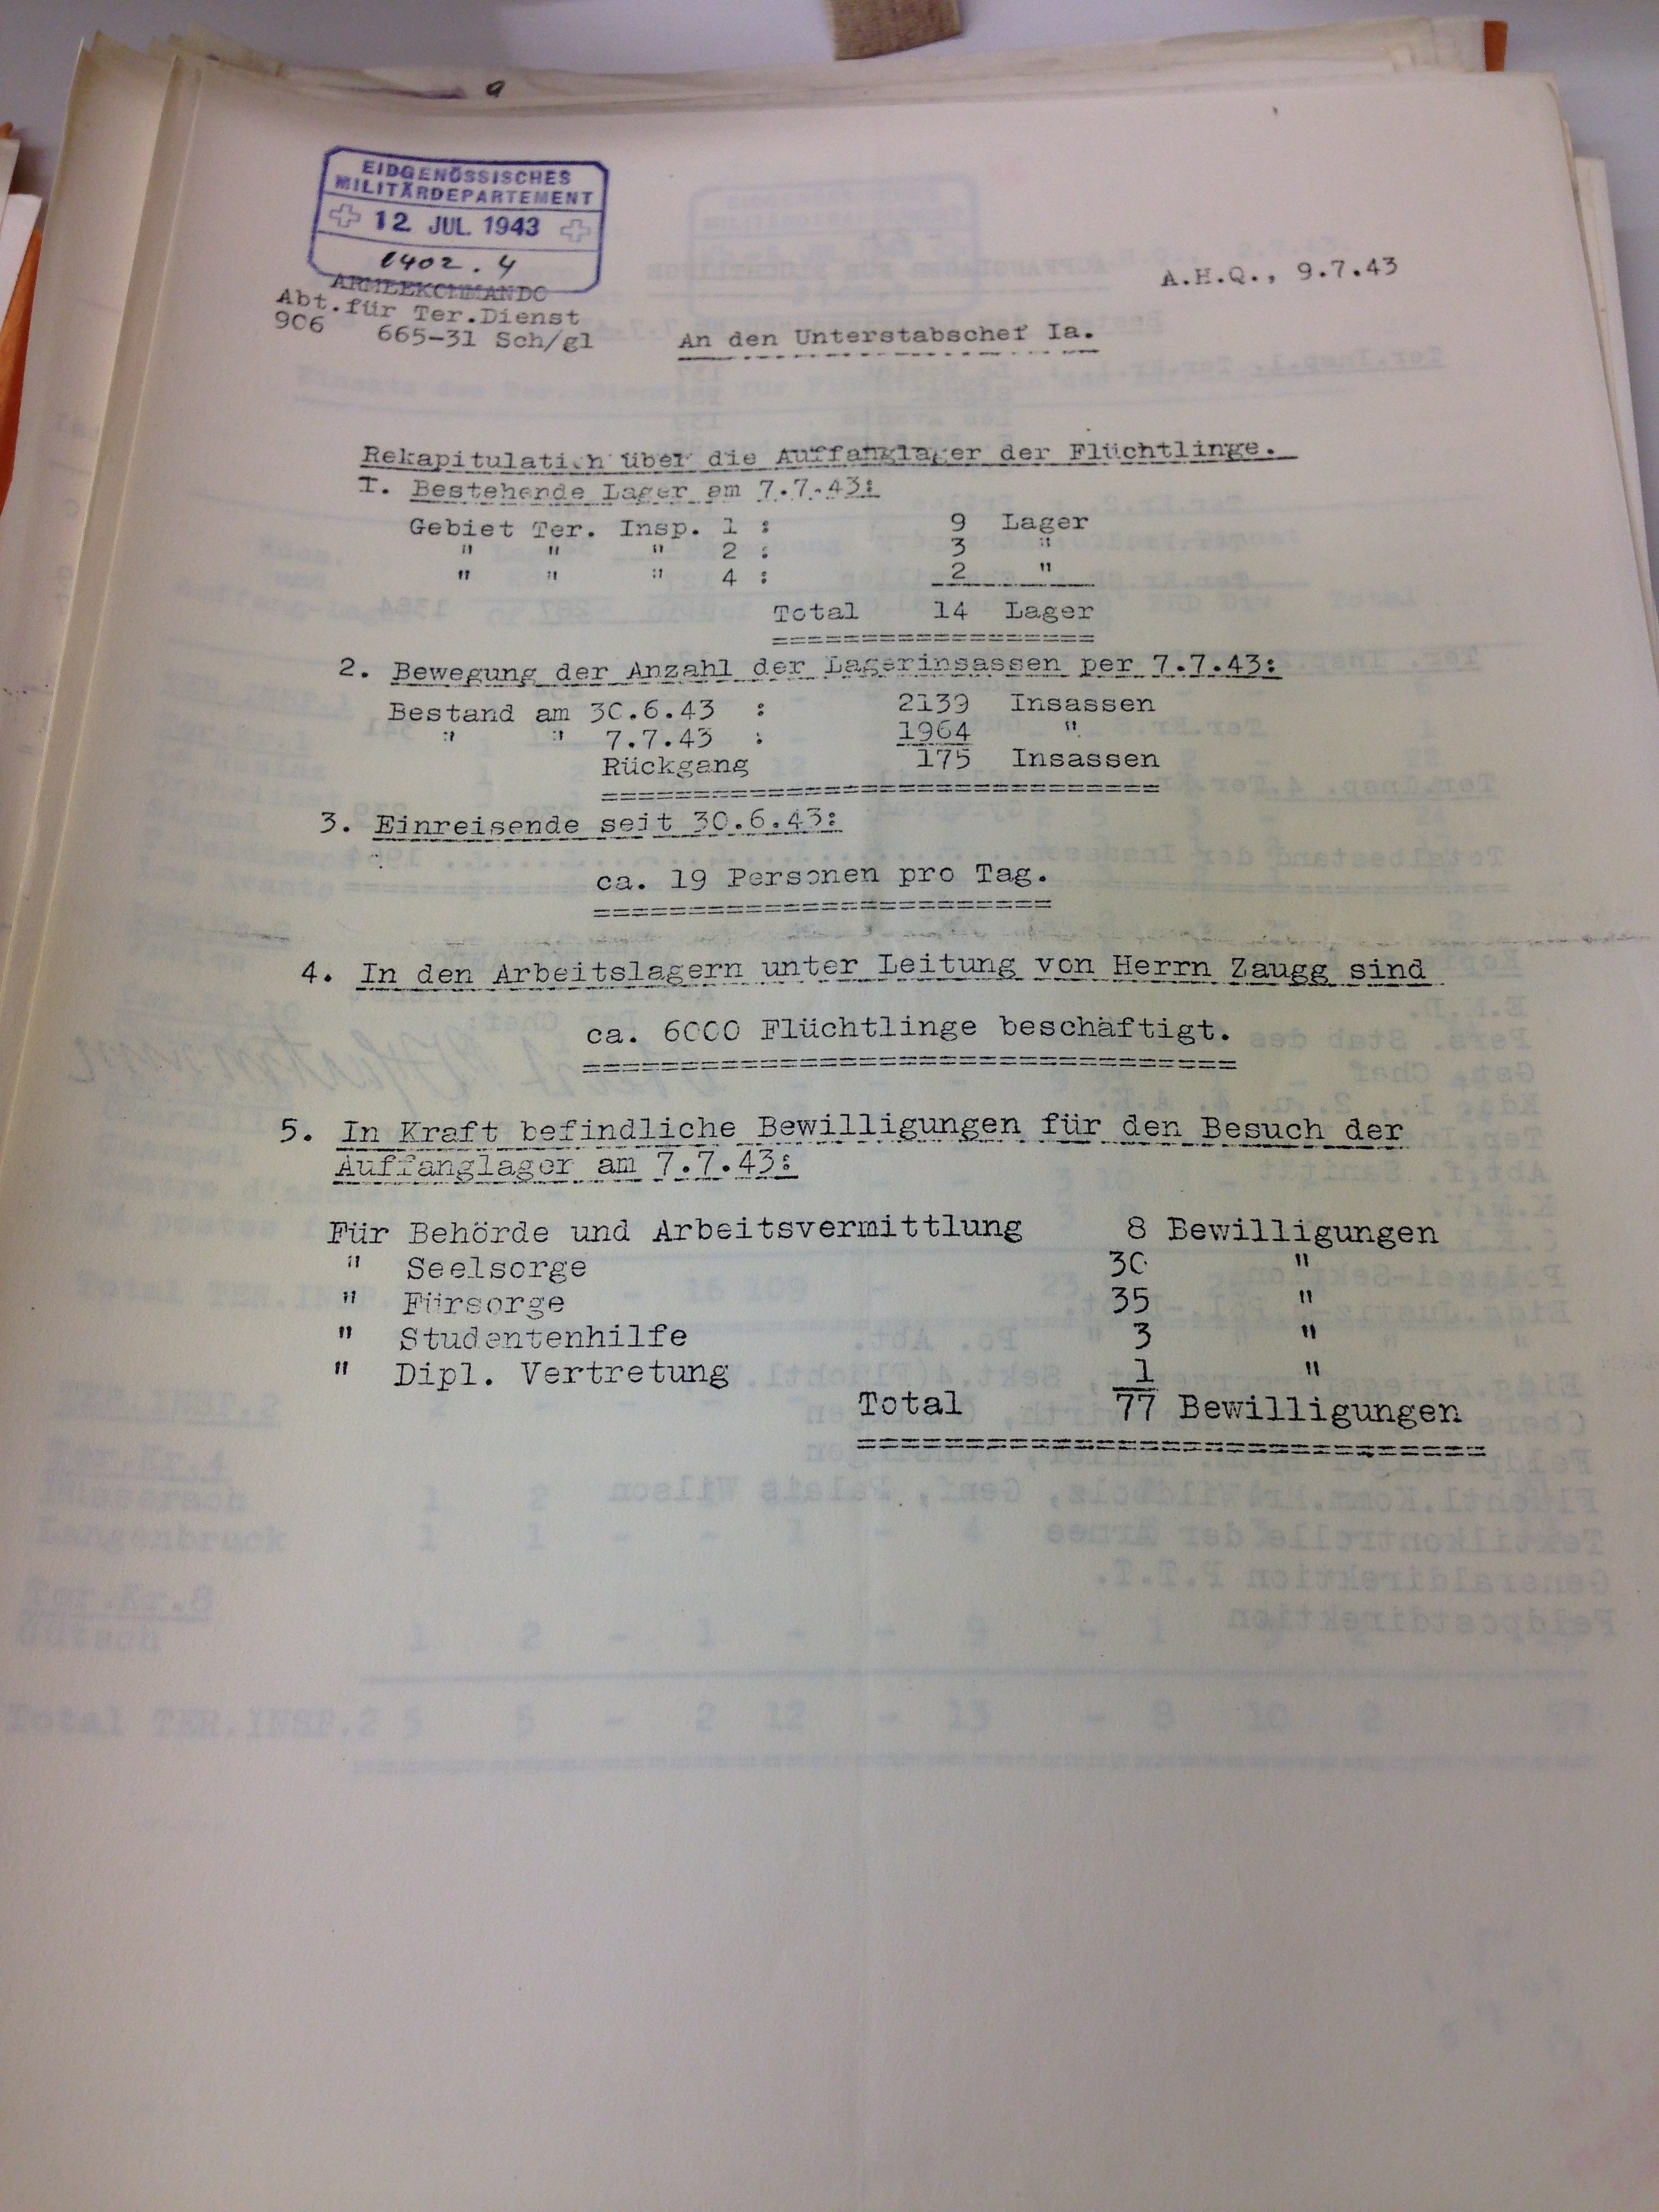 a
EIDGENÖSSISCHES
MILITÄRDEPARTEMENT
12 JUL. 1943
1402.4
ARMEEKOMMANDO
A.H.Q., 9.7.43
Abt.für Ter.Dienst
906 665-31 Sch/gl
An den Unterstabschef Ia.
Rekapitulation über die Auffanglager der Flüchtlinge.
I. Bestehende Lager am 7.7.43:
Gebiet Ter. Insp. 1 : 9 Lager
" " " 2 : 3 "
" " " 4 : 2 "
Total 14 Lager
2. Bewegung der Anzahl der Lagerinsassen per 7.7.43:
Bestand am 30.6.43 : 2139 Insassen
" " 7.7.43 : 1964 "
Rückgang 175 Insassen
3. Einreisende seit 30.6.43:
ca. 19 Personen pro Tag.
4. In den Arbeitslagern unter Leitung von Herrn Zaugg sind
ca. 6000 Flüchtlinge beschäftigt.
5. In Kraft befindliche Bewilligungen für den Besuch der
Auffanglager am 7.7.43:
Für Behörde und Arbeitsvermittlung 8 Bewilligungen
" Seelsorge 30 "
" Fürsorge 35 "
" Studentenhilfe 3 "
" Dipl. Vertretung 1 "
Total 77 Bewilligungen